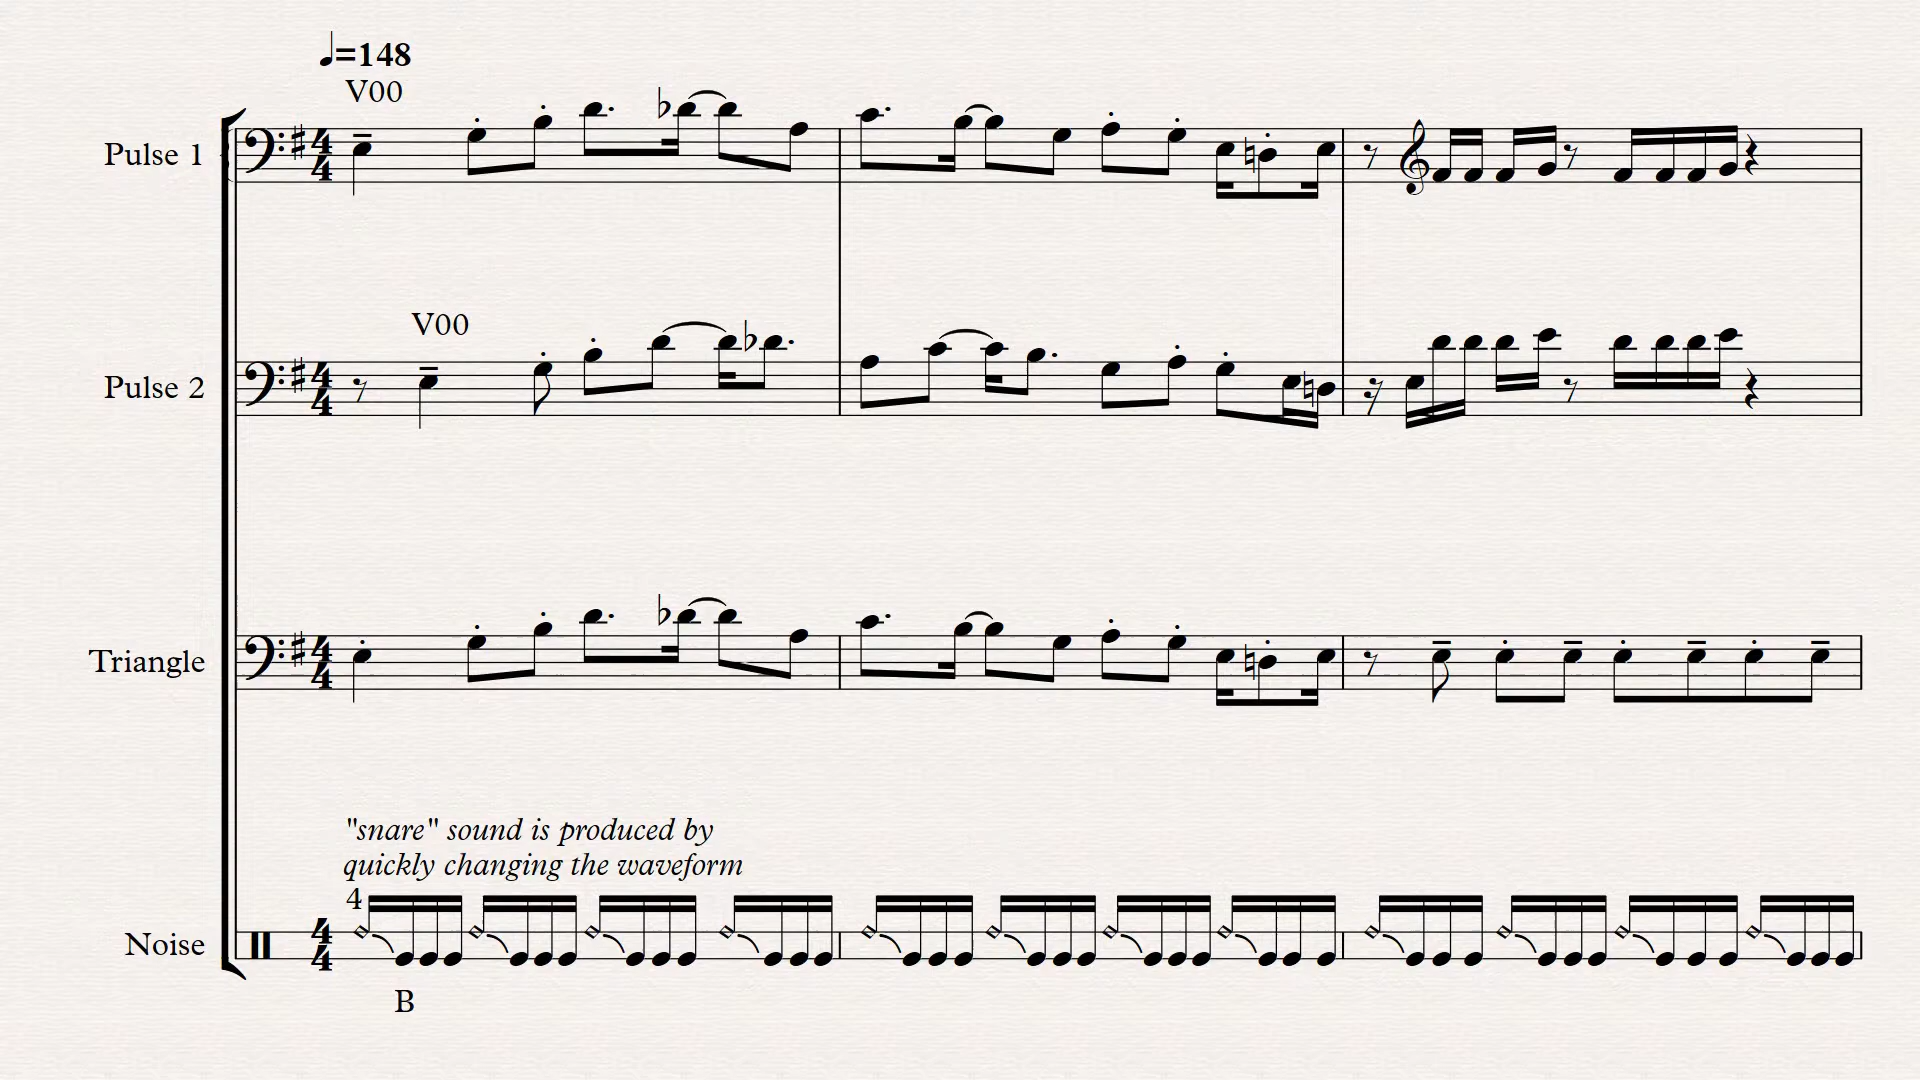 ♩=148
V00
Pulse 1
V00
Pulse 2
Triangle
"snare" sound is produced by
quickly changing the waveform
4
Noise
B